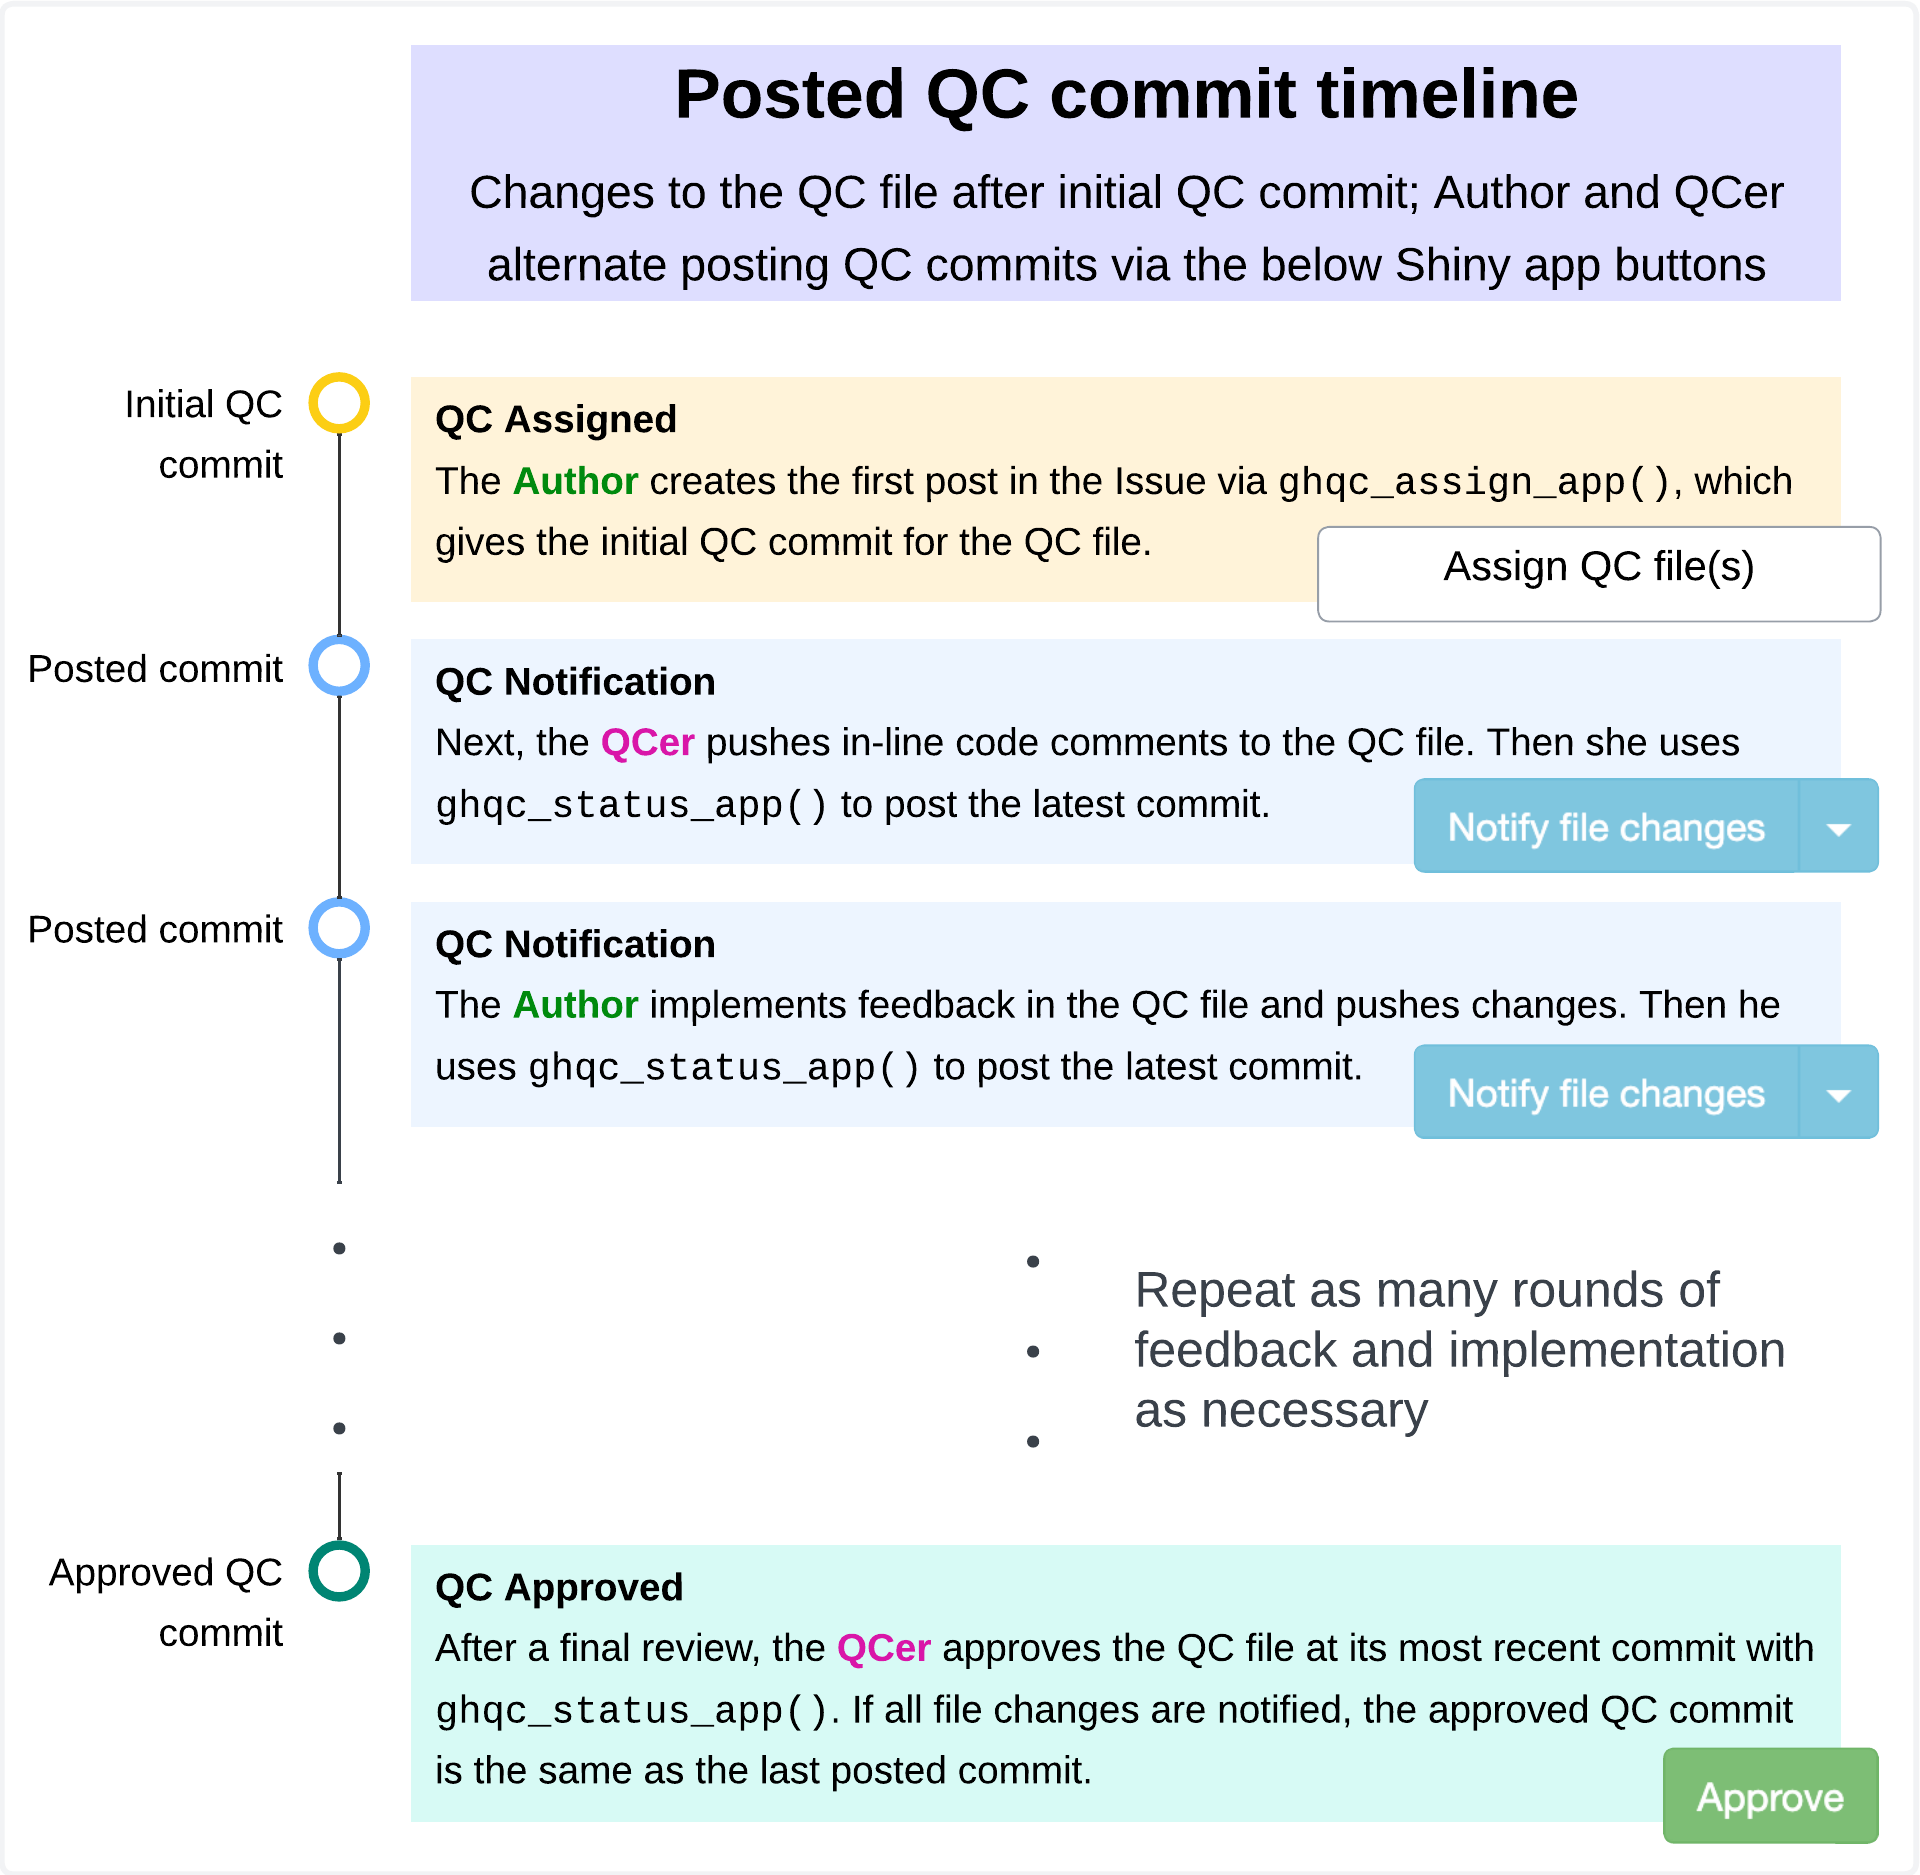 Posted QC commit timeline
Changes to the QC file after initial QC commit; Author and QCer
alternate posting QC commits via the below Shiny app buttons
Initial QC
commit
QC Assigned
The Author creates the first post in the Issue via ghqc_assign_app(), which
gives the initial QC commit for the QC file.
Assign QC file(s)
Posted commit
QC Notification
Next, the QCer pushes in-line code comments to the QC file. Then she uses
ghqc_status_app() to post the latest commit.
Notify file changes
Posted commit
QC Notification
The Author implements feedback in the QC file and pushes changes. Then he
uses ghqc_status_app() to post the latest commit.
Notify file changes
Repeat as many rounds of
feedback and implementation
as necessary
Approved QC
commit
QC Approved
After a final review, the QCer approves the QC file at its most recent commit with
ghqc_status_app(). If all file changes are notified, the approved QC commit
is the same as the last posted commit.
Approve